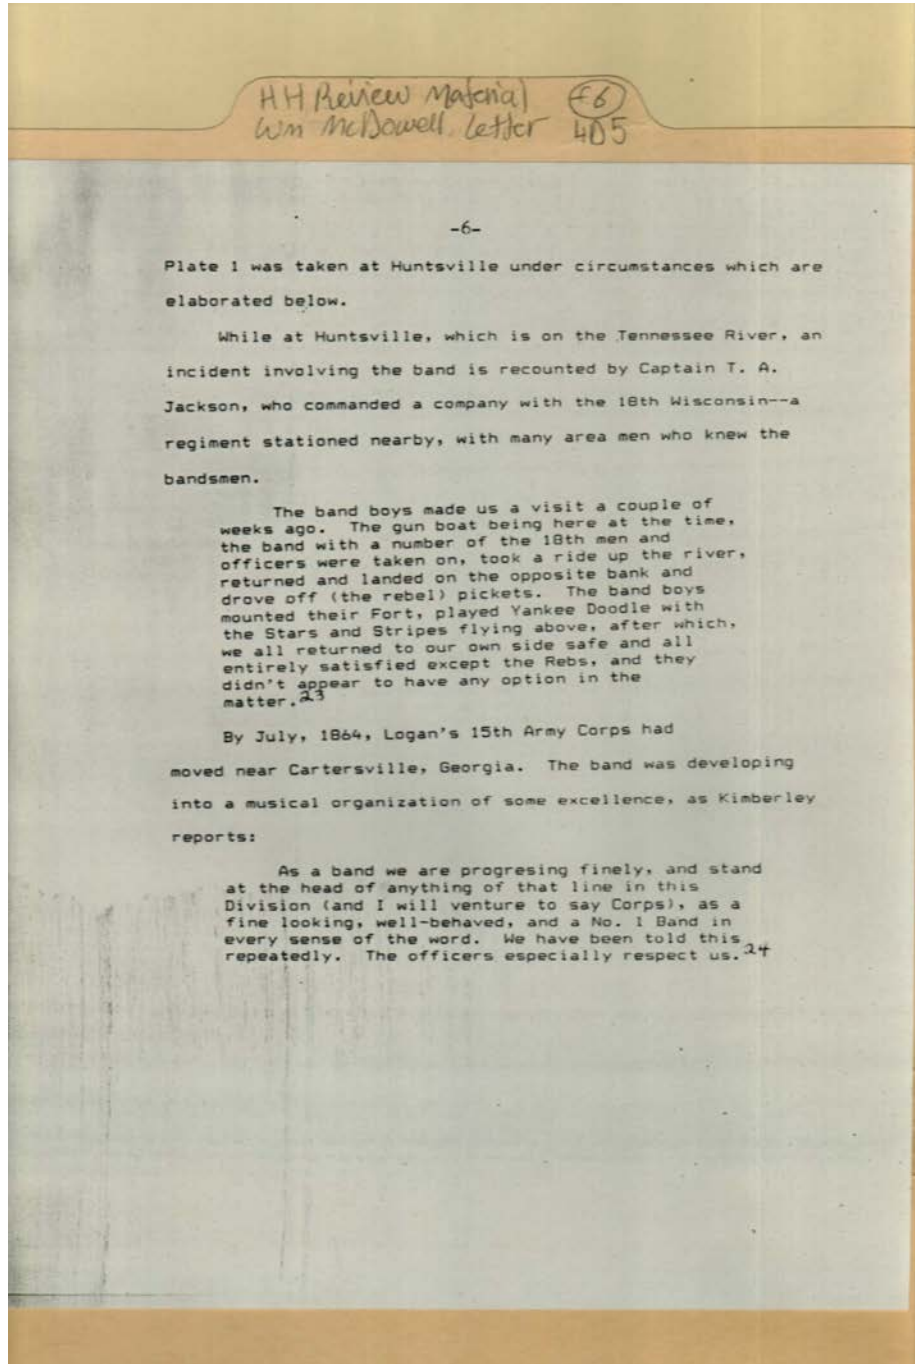 HH Review Material F6
Wm McDowell Letter 4D5
-6-
Plate 1 was taken at Huntsville under circumstances which are
elaborated below.
While at Huntsville, which is on the Tennessee River, an
incident involving the band is recounted by Captain T. A.
Jackson, who commanded a company with the 18th Wisconsin--a
regiment stationed nearby, with many area men who knew the
bandsmen.
The band boys made us a visit a couple of
weeks ago. The gun boat being here at the time,
the band with a number of the 18th men and
officers were taken on, took a ride up the river,
returned and landed on the opposite bank and
drove off (the rebel) pickets. The band boys
mounted their Fort, played Yankee Doodle with
the Stars and Stripes flying above, after which,
we all returned to our own side safe and all
entirely satisfied except the Rebs, and they
didn't appear to have any option in the
matter.23
By July, 1864, Logan's 15th Army Corps had
moved near Cartersville, Georgia. The band was developing
into a musical organization of some excellence, as Kimberley
reports:
As a band we are progresing finely, and stand
at the head of anything of that line in this
Division (and I will venture to say Corps), as a
fine looking, well-behaved, and a No. 1 Band in
every sense of the word. We have been told this
repeatedly. The officers especially respect us.24